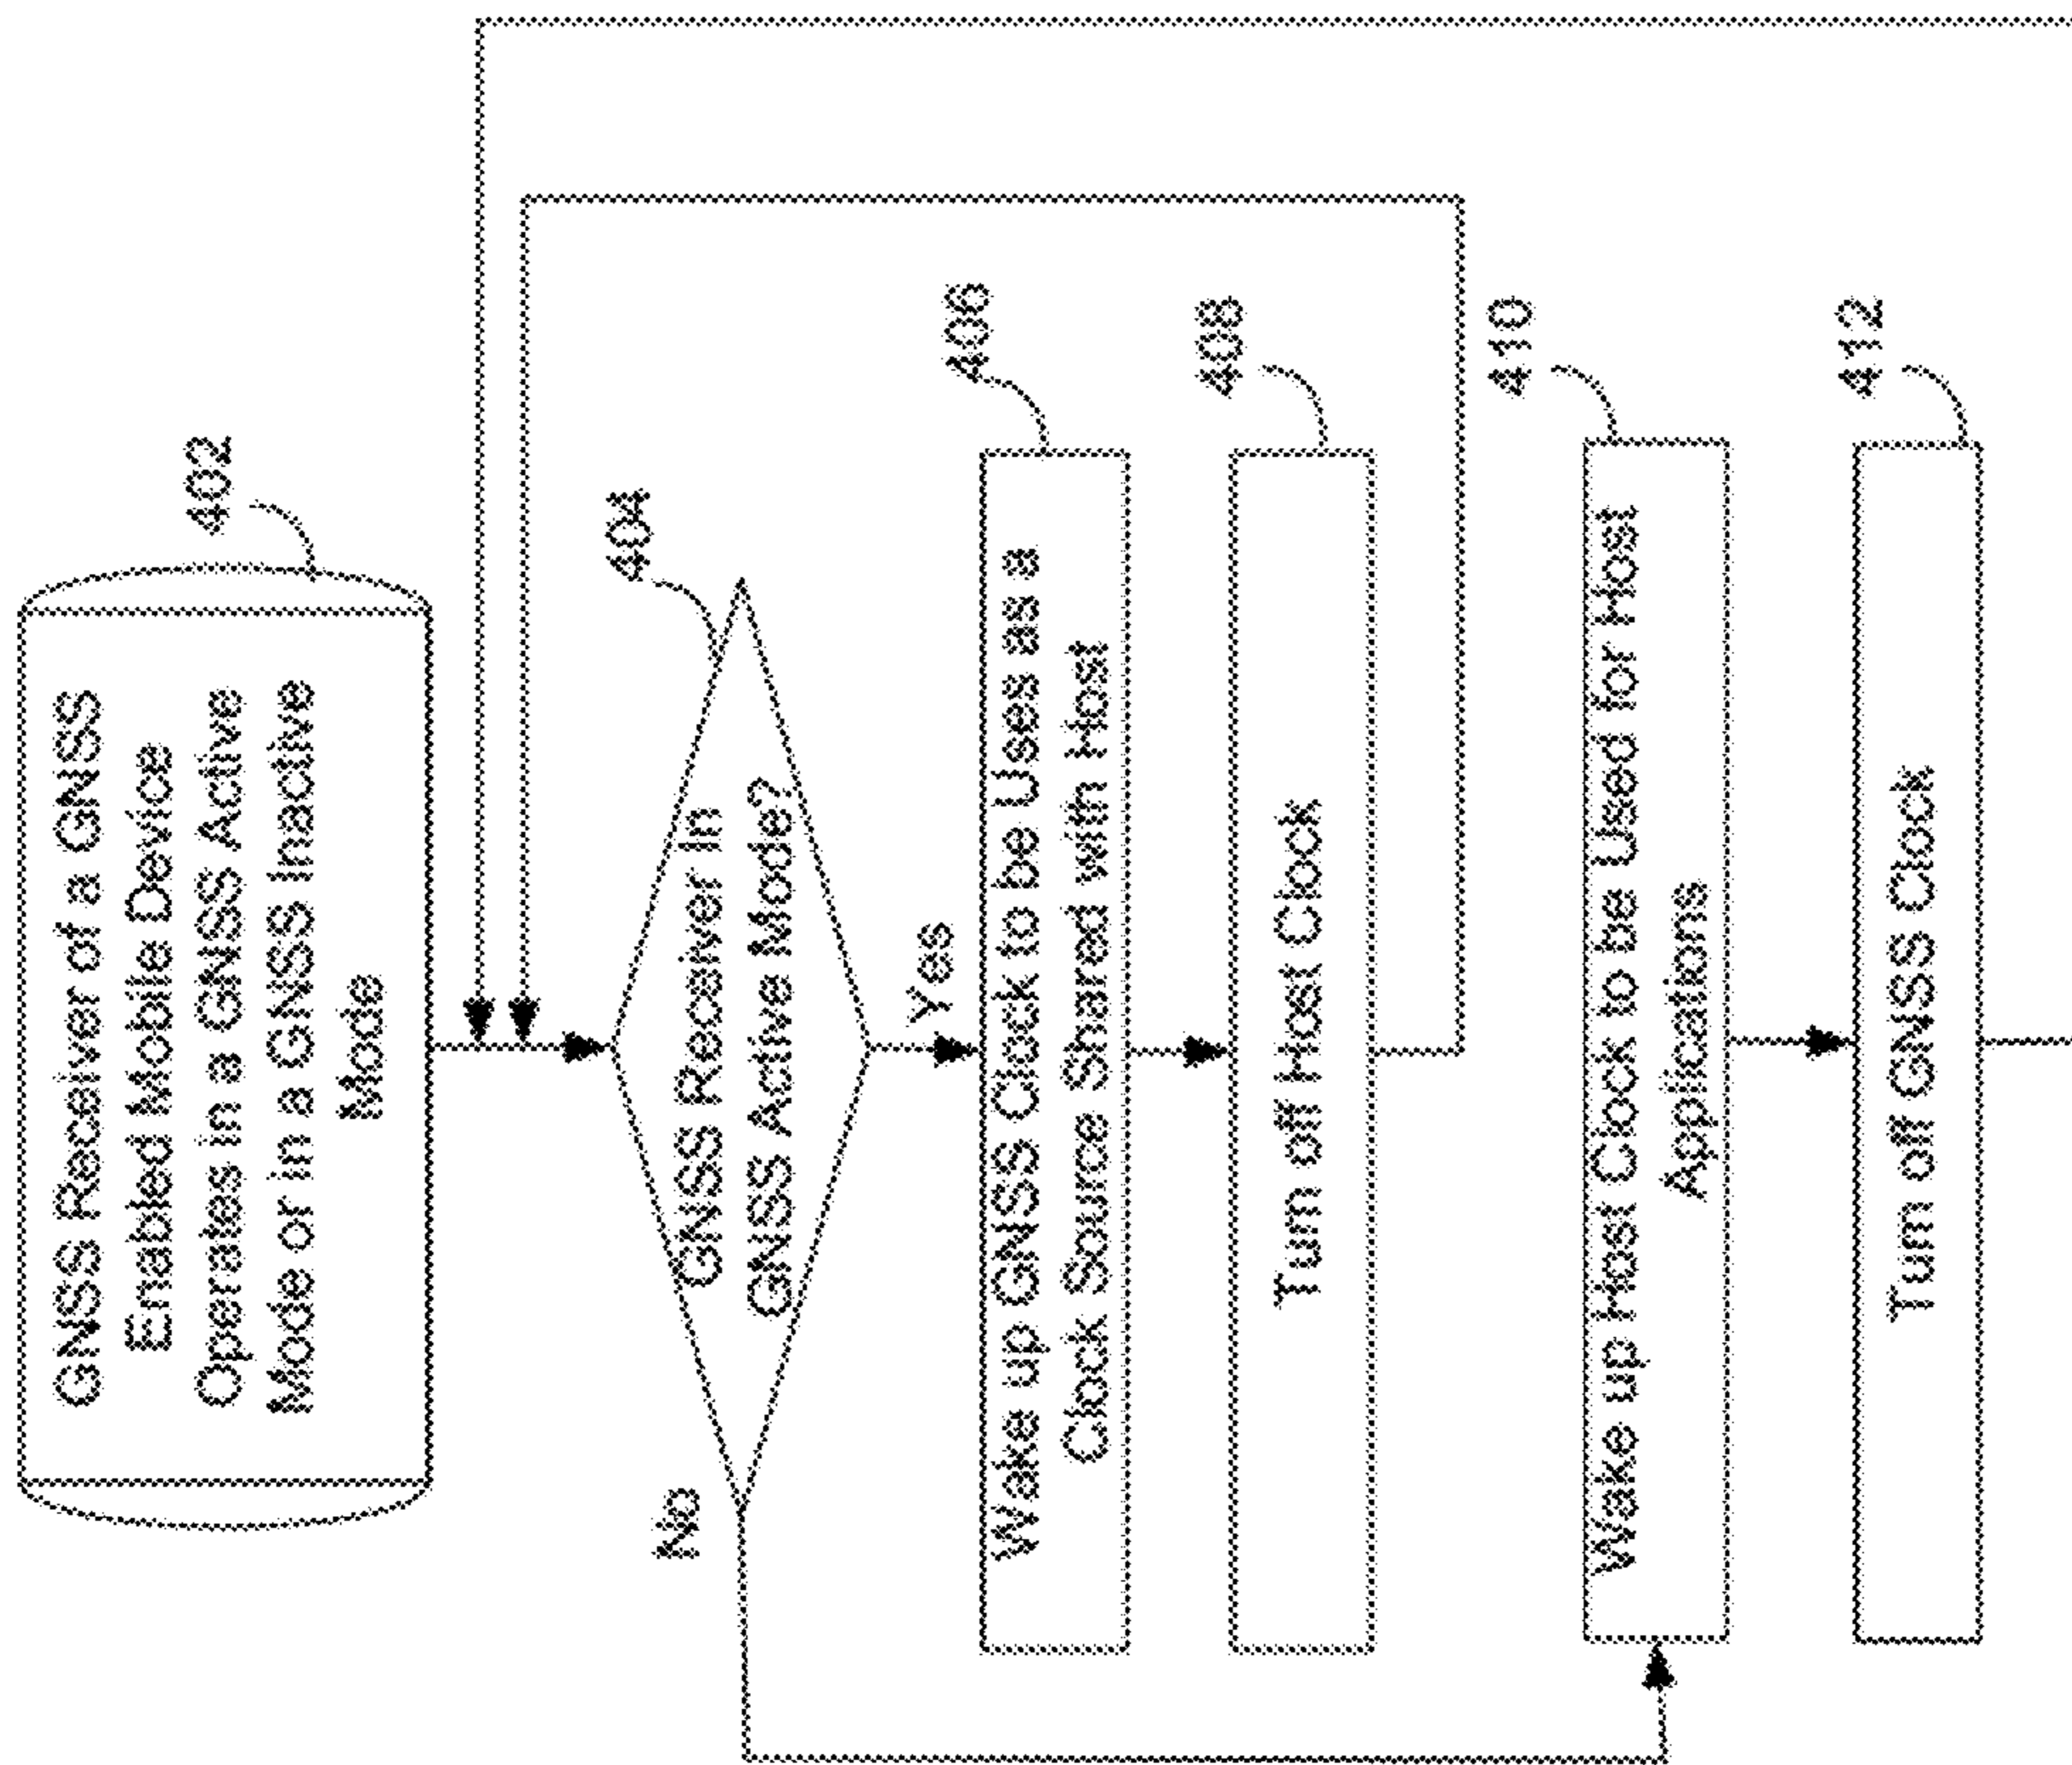 402
GNSS Receiver of a GNSS
Enabled Mobile Device
Operates in a GNSS Active
Mode or in a GNSS Inactive
Mode
404
GNSS Receiver In
GNSS Active Mode?
No
Yes
406
Wake up GNSS Clock to be Uses as a
Clock Source Shared with Host
408
Turn off Host Clock
410
Wake up Host Clock to be Used for Host
Applications
412
Turn off GNSS Clock